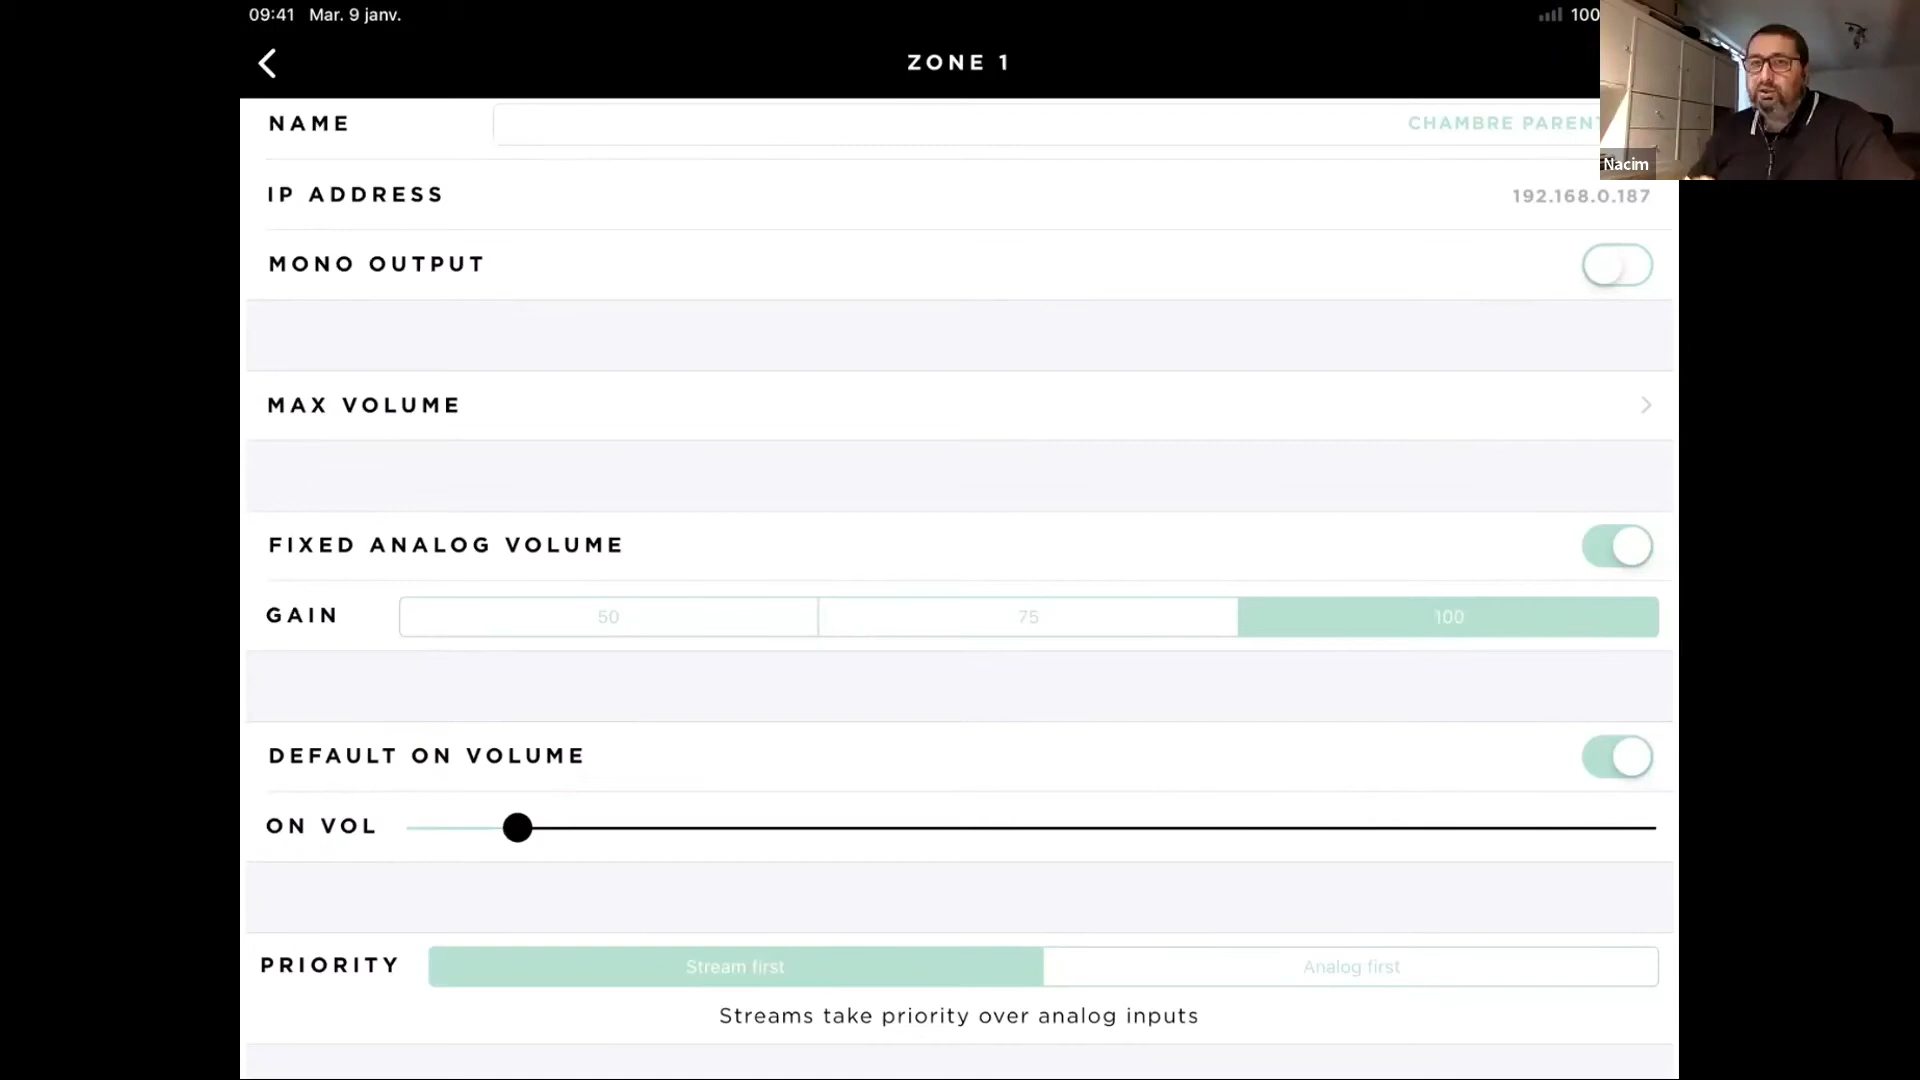 09:41 Mar. 9 janv. 100
ZONE 1
NAME CHAMBRE PARENT
Nacim
IP ADDRESS 192.168.0.187
MONO OUTPUT
MAX VOLUME
FIXED ANALOG VOLUME
GAIN 50 75 100
DEFAULT ON VOLUME
ON VOL
PRIORITY Stream first Analog first
Streams take priority over analog inputs